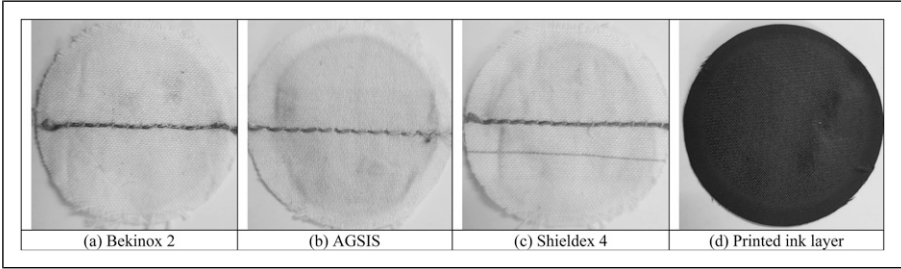 (a) Bekinox 2
(b) AGSIS
(c) Shieldex 4
(d) Printed ink layer